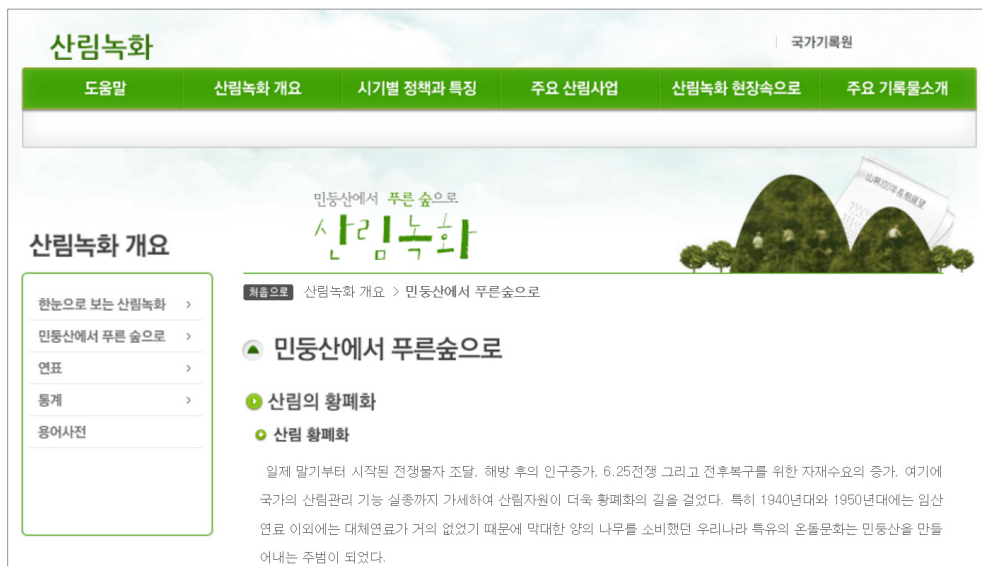 산림녹화
국가기록원
도움말 산림녹화 개요 시기별 정책과 특징 주요 산림사업 산림녹화 현장속으로 주요 기록물소개
민둥산에서 푸른 숲으로
산림녹화
산림녹화 개요
한눈으로 보는 산림녹화
민둥산에서 푸른 숲으로
연표
통계
용어사전
처음으로 산림녹화 개요 > 민둥산에서 푸른숲으로
민둥산에서 푸른숲으로
산림의 황폐화
산림 황폐화
일제 말기부터 시작된 전쟁물자 조달, 해방 후의 인구증가, 6.25전쟁 그리고 전후복구를 위한 자재수요의 증가, 여기에
국가의 산림관리 기능 실종까지 가세하여 산림자원이 더욱 황폐화의 길을 걸었다. 특히 1940년대와 1950년대에는 임산
연료 이외에는 대체연료가 거의 없었기 때문에 막대한 양의 나무를 소비했던 우리나라 특유의 온돌문화는 민둥산을 만들
어내는 주범이 되었다.